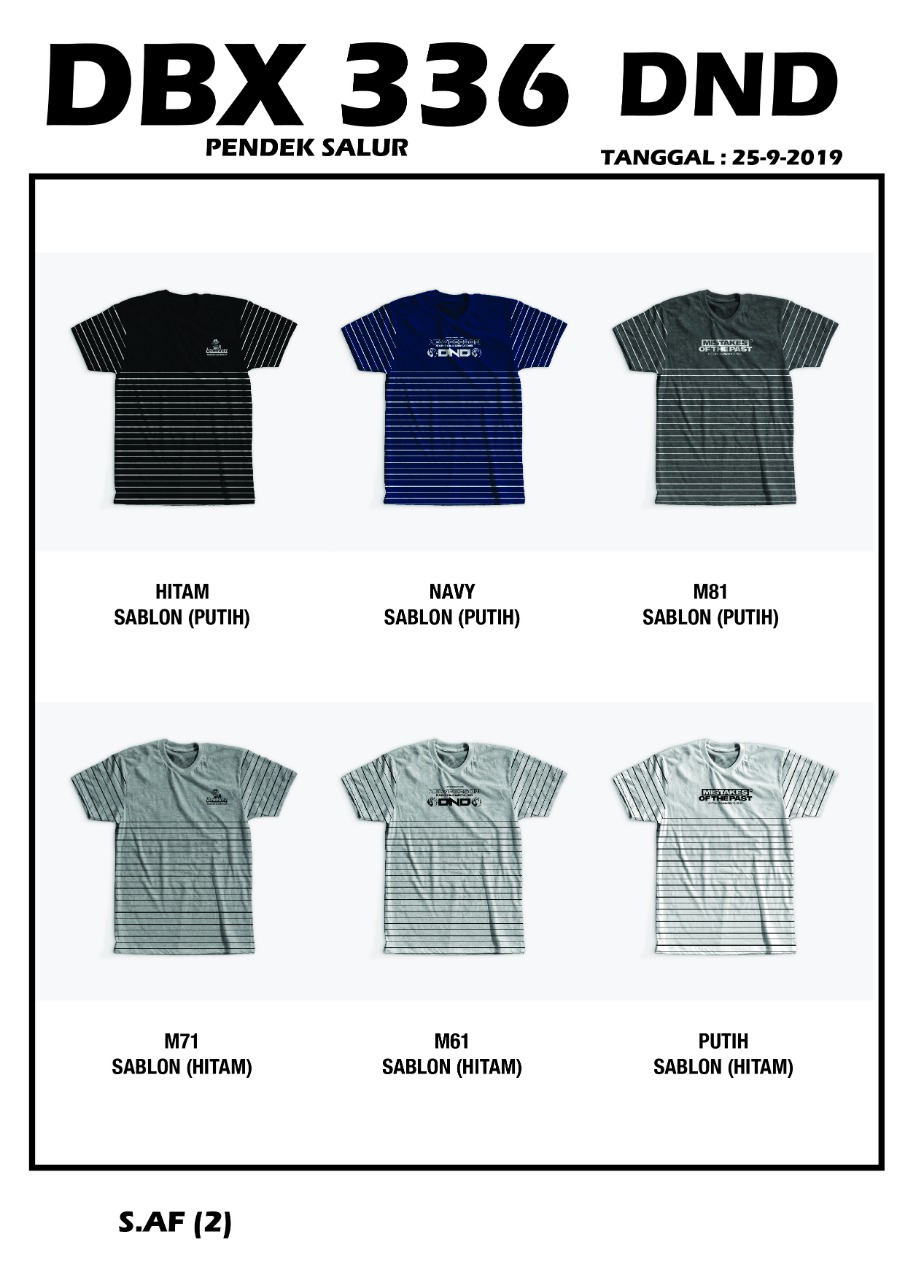 DBX 336 DND
PENDEK SALUR
TANGGAL : 25-9-2019
DND
MISTAKES
OF THE PAST
HITAM
SABLON (PUTIH)
NAVY
SABLON (PUTIH)
M81
SABLON (PUTIH)
DND
MISTAKES
OF THE PAST
M71
SABLON (HITAM)
M61
SABLON (HITAM)
PUTIH
SABLON (HITAM)
S.AF (2)